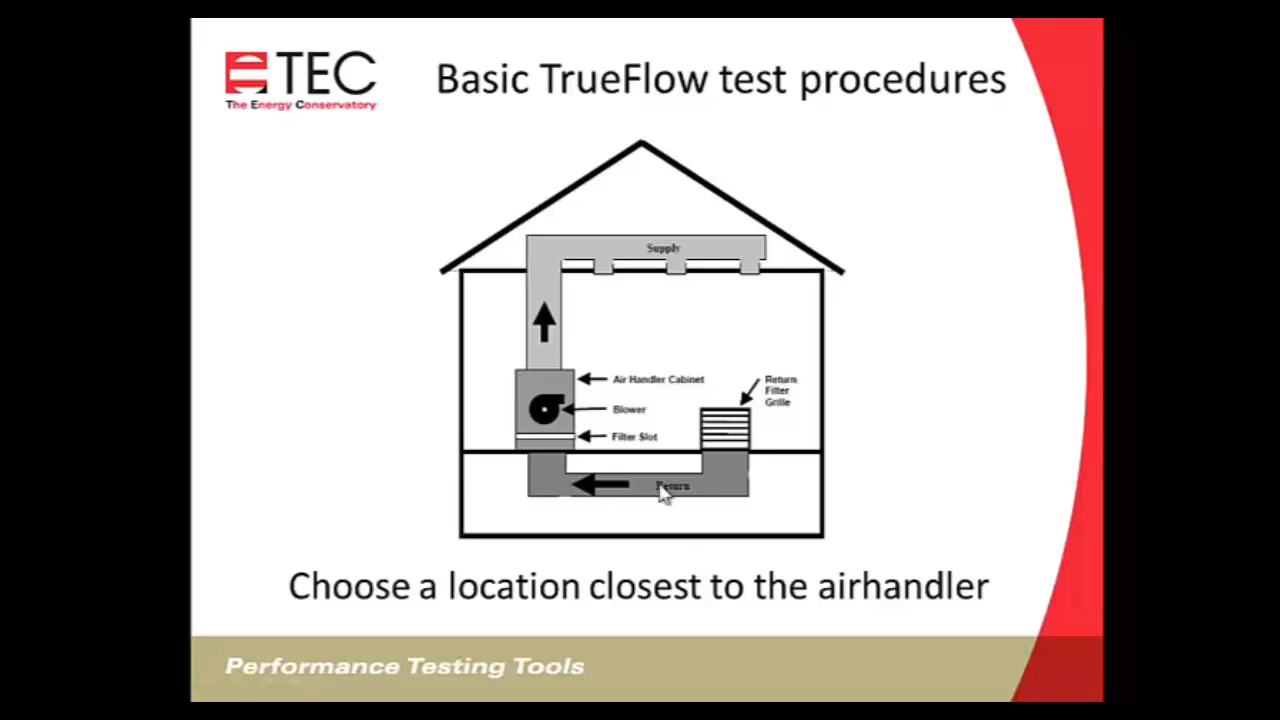 TEC
The Energy Conservatory
Basic TrueFlow test procedures
Supply
Air Handler Cabinet
Return
Filter
Grille
Blower
Filter Slot
Return
Choose a location closest to the airhandler
Performance Testing Tools